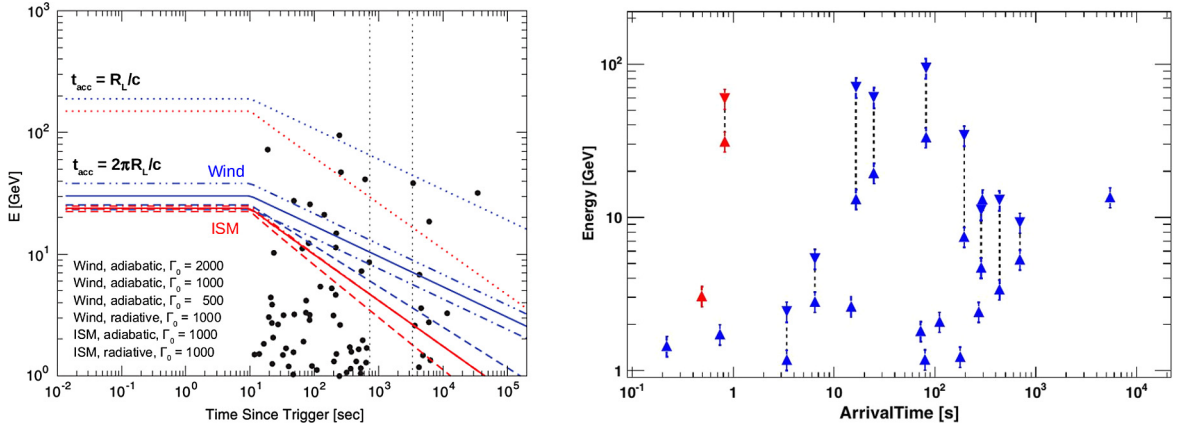 10³
t_acc = R_L/c
10²
t_acc = 2πR_L/c
Wind
ISM
10¹
Wind, adiabatic, Γ₀ = 2000
Wind, adiabatic, Γ₀ = 1000
Wind, adiabatic, Γ₀ = 500
Wind, radiative, Γ₀ = 1000
ISM, adiabatic, Γ₀ = 1000
ISM, radiative, Γ₀ = 1000
10⁰
E [GeV]
10⁻² 10⁻¹ 10⁰ 10¹ 10² 10³ 10⁴ 10⁵
Time Since Trigger [sec]
10²
10
1
Energy [GeV]
10⁻¹ 1 10 10² 10³ 10⁴
ArrivalTime [s]